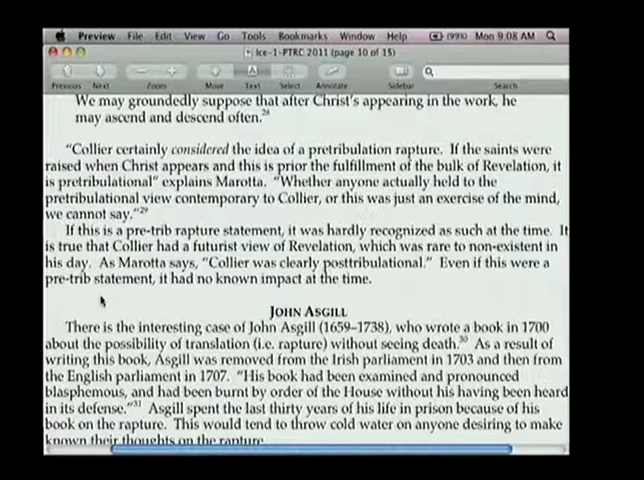 Preview File Edit View Go Tools Bookmarks Window Help Mon 9:08 AM
Ice-1-PTRC 2011 (page 10 of 15)
Previous Next Zoom Move Text Select Annotate Sidebar Search
We may groundedly suppose that after Christ's appearing in the work, he
may ascend and descend often.28
"Collier certainly considered the idea of a pretribulation rapture. If the saints were
raised when Christ appears and this is prior the fulfillment of the bulk of Revelation, it
is pretribulational" explains Marotta. "Whether anyone actually held to the
pretribulational view contemporary to Collier, or this was just an exercise of the mind,
we cannot say."29
If this is a pre-trib rapture statement, it was hardly recognized as such at the time. It
is true that Collier had a futurist view of Revelation, which was rare to non-existent in
his day. As Marotta says, "Collier was clearly posttribulational." Even if this were a
pre-trib statement, it had no known impact at the time.
JOHN ASGILL
There is the interesting case of John Asgill (1659–1738), who wrote a book in 1700
about the possibility of translation (i.e. rapture) without seeing death.30 As a result of
writing this book, Asgill was removed from the Irish parliament in 1703 and then from
the English parliament in 1707. "His book had been examined and pronounced
blasphemous, and had been burnt by order of the House without his having been heard
in its defense."31 Asgill spent the last thirty years of his life in prison because of his
book on the rapture. This would tend to throw cold water on anyone desiring to make
known their thoughts on the rapture